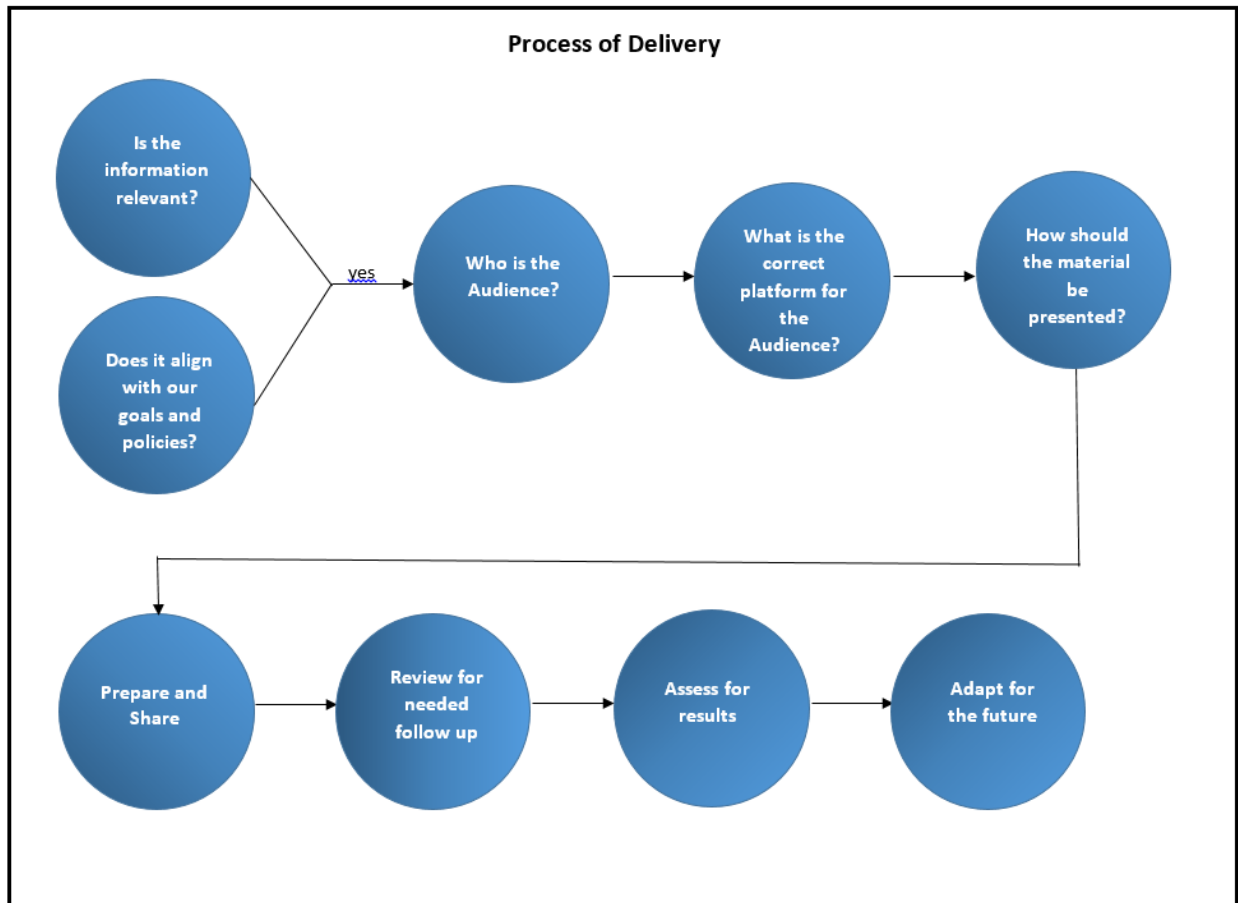 Process of Delivery
Is the
information
relevant?
Does it align
with our
goals and
policies?
yes
Who is the
Audience?
What is the
correct
platform for
the
Audience?
How should
the material
be
presented?
Prepare and
Share
Review for
needed
follow up
Assess for
results
Adapt for
the future